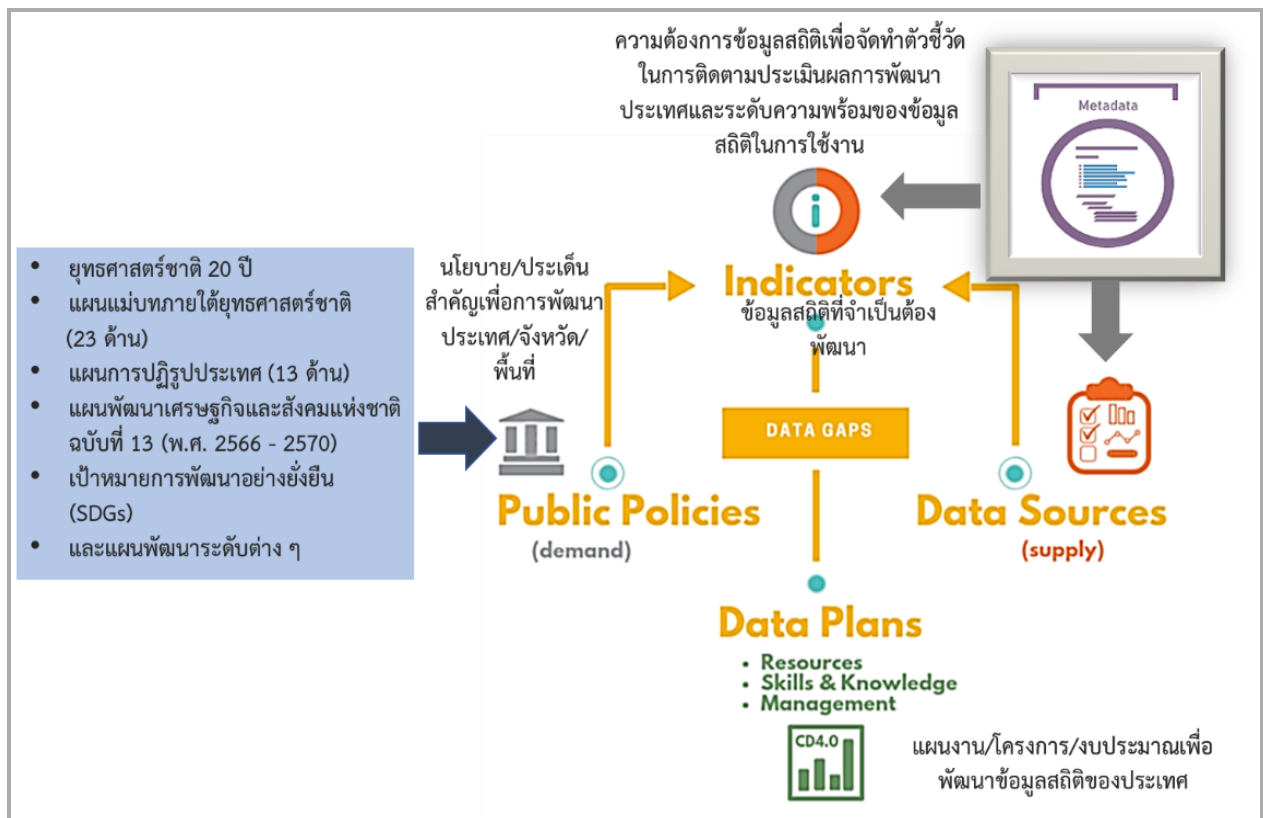 ความต้องการข้อมูลสถิติเพื่อจัดทำตัวชี้วัด
ในการติดตามประเมินผลการพัฒนา
ประเทศและระดับความพร้อมของข้อมูล
สถิติในการใช้งาน
Metadata
• ยุทธศาสตร์ชาติ 20 ปี
• แผนแม่บทภายใต้ยุทธศาสตร์ชาติ
(23 ด้าน)
• แผนการปฏิรูปประเทศ (13 ด้าน)
• แผนพัฒนาเศรษฐกิจและสังคมแห่งชาติ
ฉบับที่ 13 (พ.ศ. 2566 - 2570)
• เป้าหมายการพัฒนาอย่างยั่งยืน
(SDGs)
• และแผนพัฒนาระดับต่าง ๆ
นโยบาย/ประเด็น
สำคัญเพื่อการพัฒนา
ประเทศ/จังหวัด/
พื้นที่
i
Indicators
ข้อมูลสถิติที่จำเป็นต้อง
พัฒนา
DATA GAPS
Public Policies
(demand)
Data Sources
(supply)
Data Plans
• Resources
• Skills & Knowledge
• Management
CD4.0
แผนงาน/โครงการ/งบประมาณเพื่อ
พัฒนาข้อมูลสถิติของประเทศ